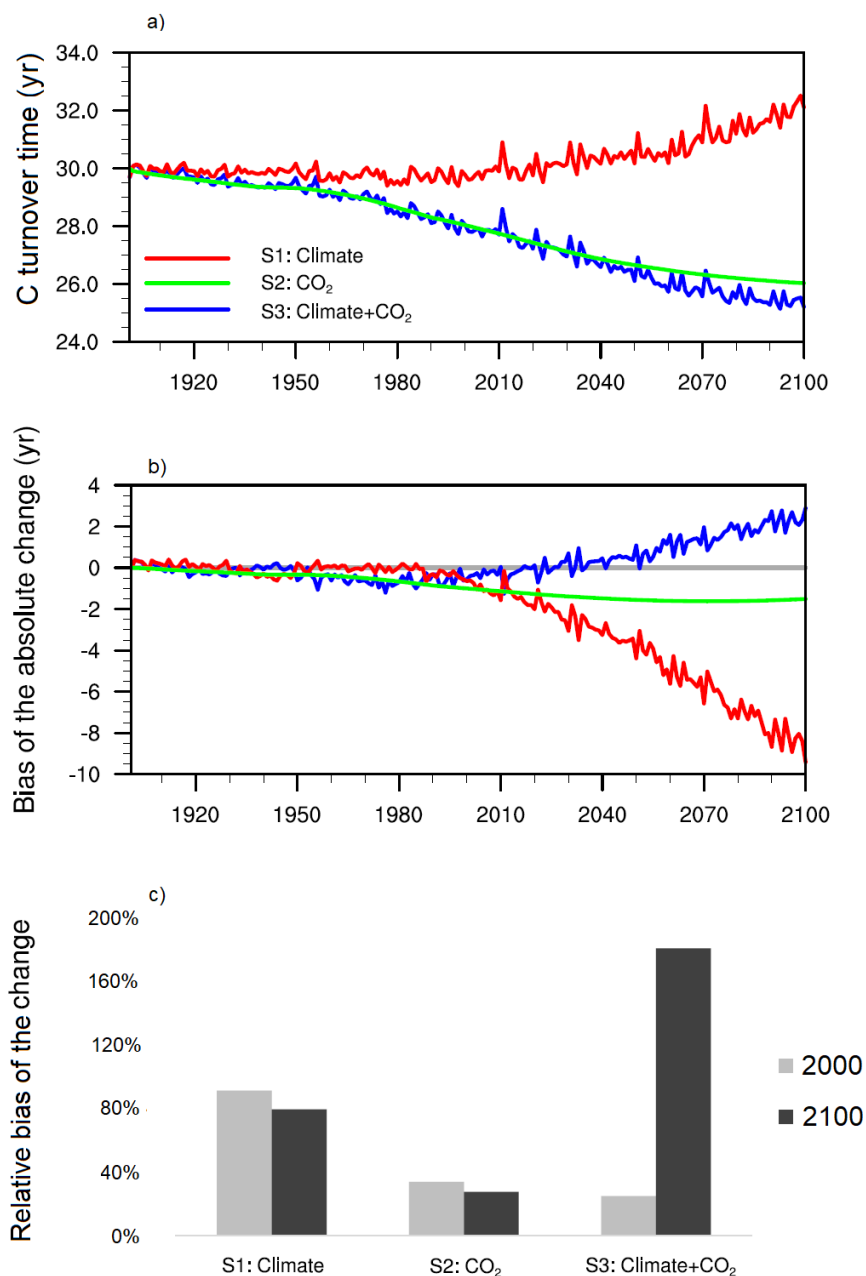 a)
C turnover time (yr)
34.0
32.0
30.0
28.0
26.0
24.0
S1: Climate
S2: CO₂
S3: Climate+CO₂
1920 1950 1980 2010 2040 2070 2100
b)
Bias of the absolute change (yr)
4
2
0
-2
-4
-6
-8
-10
1920 1950 1980 2010 2040 2070 2100
c)
Relative bias of the change
200%
160%
120%
80%
40%
0%
2000
2100
S1: Climate S2: CO₂ S3: Climate+CO₂